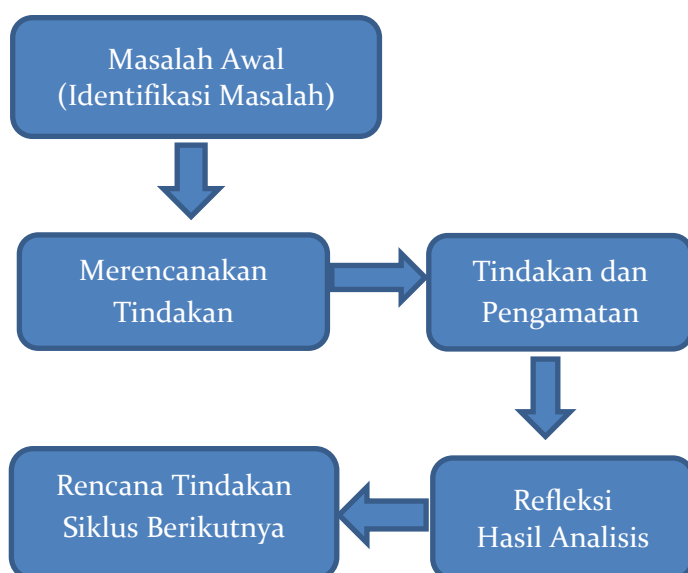 Masalah Awal
(Identifikasi Masalah)
Merencanakan
Tindakan
Tindakan dan
Pengamatan
Refleksi
Hasil Analisis
Rencana Tindakan
Siklus Berikutnya